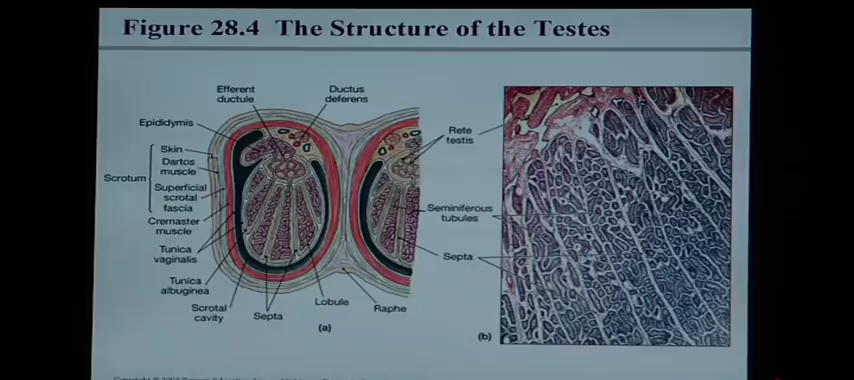 Figure 28.4 The Structure of the Testes
Efferent
ductule
Ductus
deferens
Epididymis
Skin
Dartos
muscle
Scrotum
Superficial
scrotal
fascia
Cremaster
muscle
Tunica
vaginalis
Tunica
albuginea
Scrotal
cavity
Septa
Lobule
Raphe
(a)
Rete
testis
Seminiferous
tubules
Septa
(b)